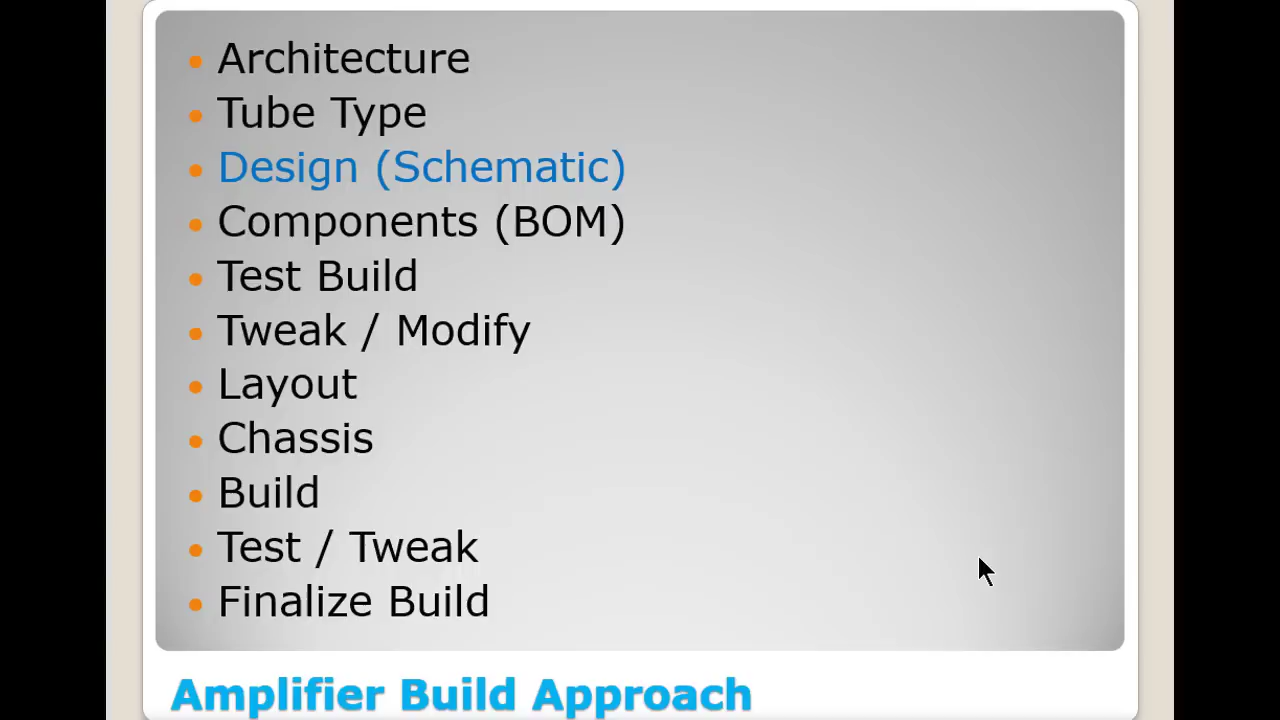 Architecture
Tube Type
Design (Schematic)
Components (BOM)
Test Build
Tweak / Modify
Layout
Chassis
Build
Test / Tweak
Finalize Build
Amplifier Build Approach